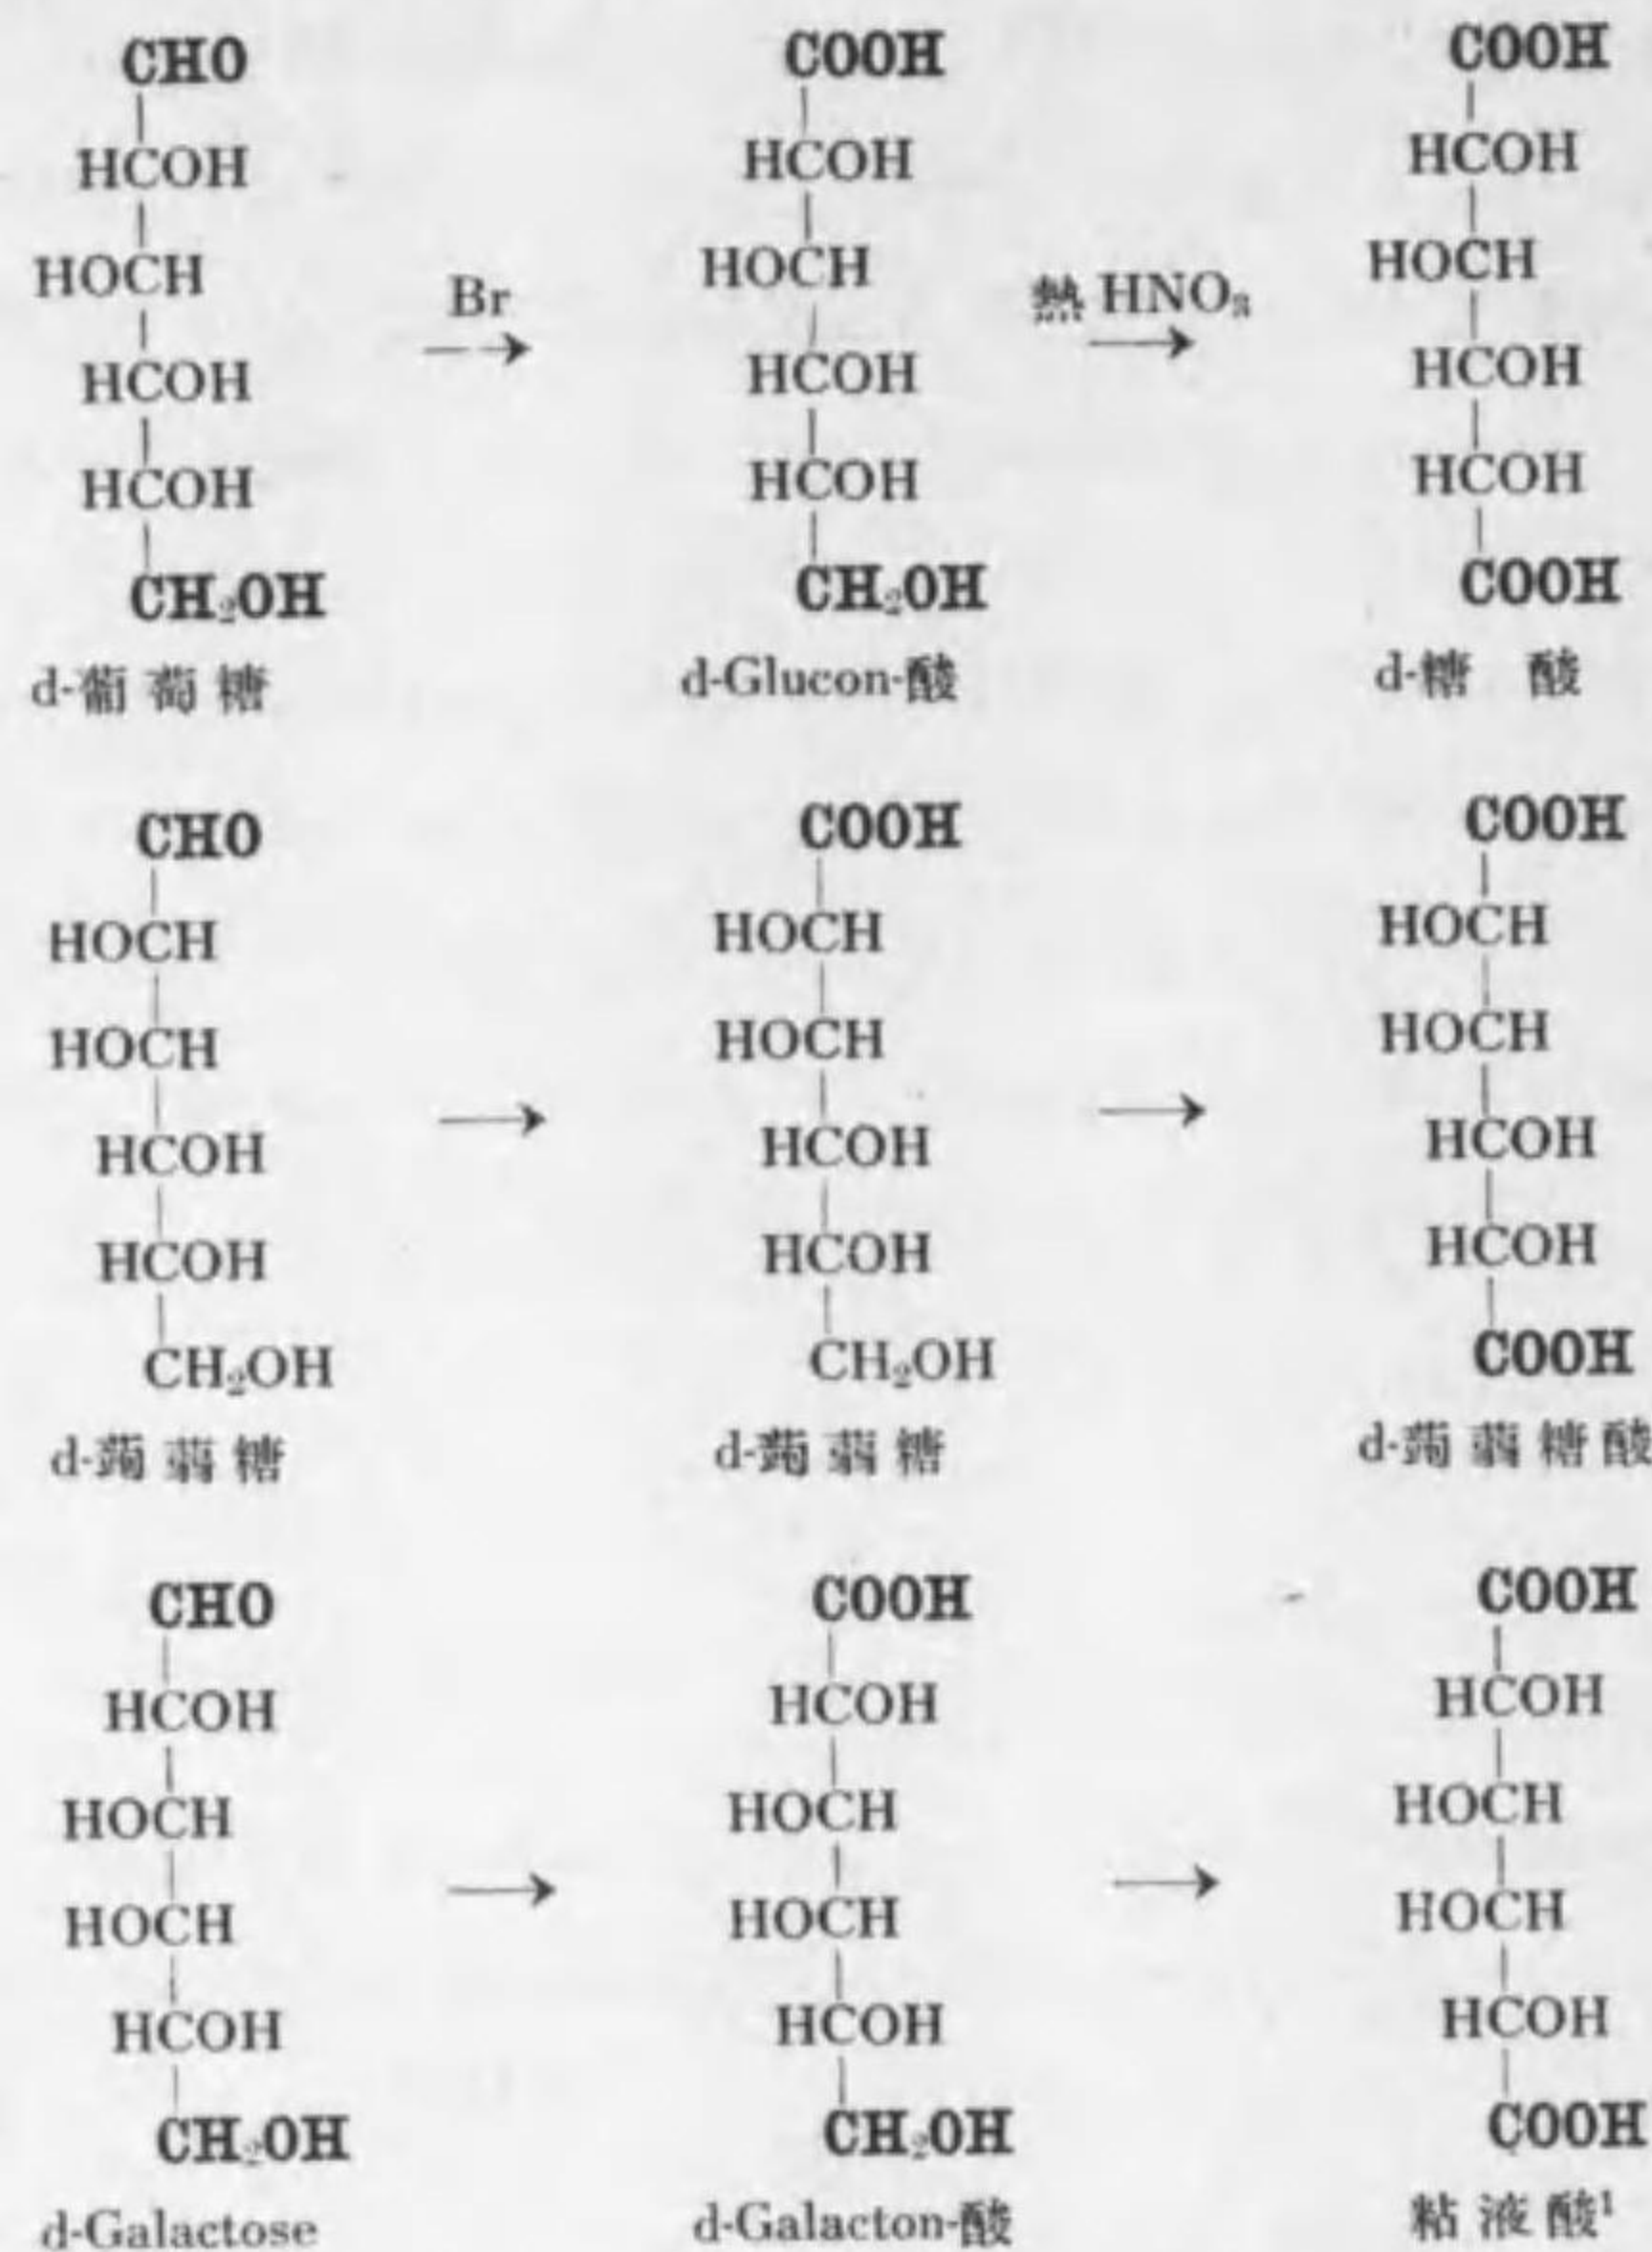 CHO COOH COOH
HCOH HCOH HCOH
HOCH HOCH HOCH
Br 熱 HNO₃
→ →
HCOH HCOH HCOH
HCOH HCOH HCOH
CH₂OH CH₂OH COOH
d-葡萄糖 d-Glucon-酸 d-糖 酸
CHO COOH COOH
HOCH HOCH HOCH
HOCH HOCH HOCH
→ →
HCOH HCOH HCOH
HCOH HCOH HCOH
CH₂OH CH₂OH COOH
d-蒟蒻糖 d-蒟蒻糖 d-蒟蒻糖酸
CHO COOH COOH
HCOH HCOH HCOH
HOCH HOCH HOCH
→ →
HOCH HOCH HOCH
HCOH HCOH HCOH
CH₂OH CH₂OH COOH
d-Galactose d-Galacton-酸 粘液酸¹